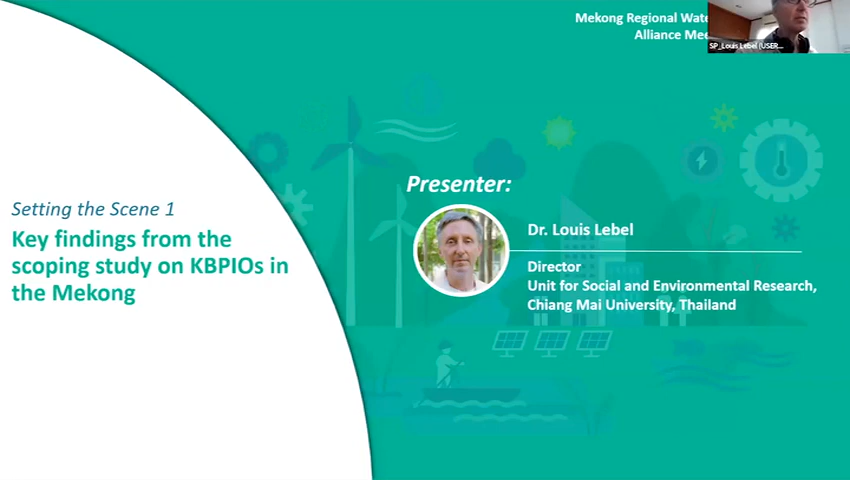 Mekong Regional Wate
Alliance Mee
SP_Louis Lebel (USER...
Setting the Scene 1
Key findings from the
scoping study on KBPIOs in
the Mekong
Presenter:
Dr. Louis Lebel
Director
Unit for Social and Environmental Research,
Chiang Mai University, Thailand